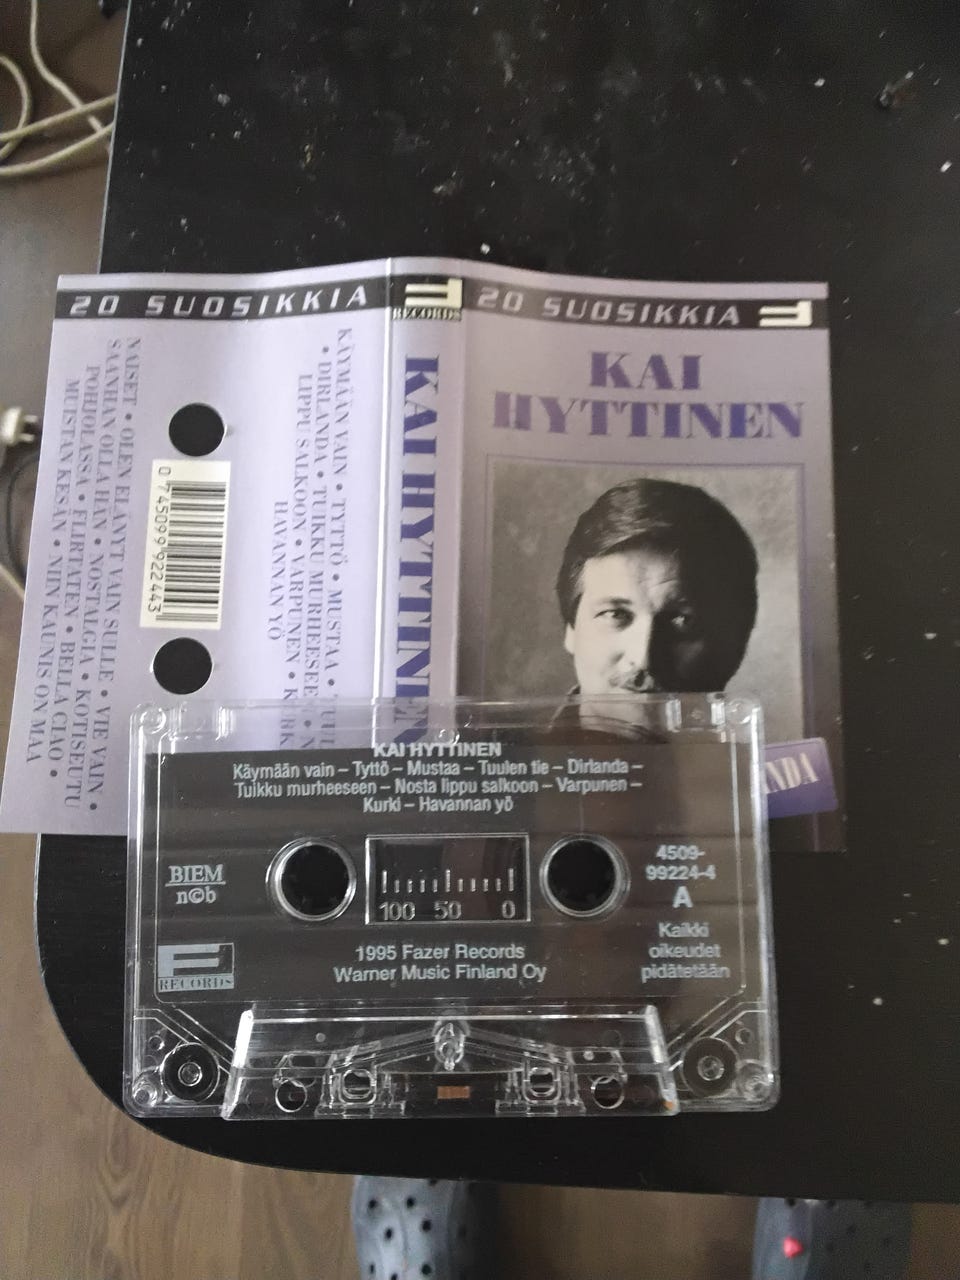 20 SUOSIKKIA
F
RECORDS
20 SUOSIKKIA
F
KAI
HYTTINEN
KAI HYTTINEN
KÄYMÄÄN VAIN • TYTTÖ • MUSTAA •
• DIRLANDA • TUIKKU MURHEESEEN •
LIPPU SALKOON • VARPUNEN •
HAVANNAN YÖ
0 745099 922443
NAISET • OLEN ELÄNYT VAIN SULLE • VIE VAIN •
SAANHAN OLLA HÄN • NOSTALGIA • KOTISEUTU
POHJOLASSA • FLIRTATEN • BELLA CIAO •
MUISTAN KESÄN • NIIN KAUNIS ON MAA
NDA
KAI HYTTINEN
Käymään vain – Tyttö – Mustaa – Tuulen tie – Dirlanda –
Tuikku murheeseen – Nosta lippu salkoon – Varpunen –
Kurki – Havannan yö
BIEM
n©b
100 50 0
4509-
99224-4
A
Kaikki
oikeudet
pidätetään
F
RECORDS
1995 Fazer Records
Warner Music Finland Oy